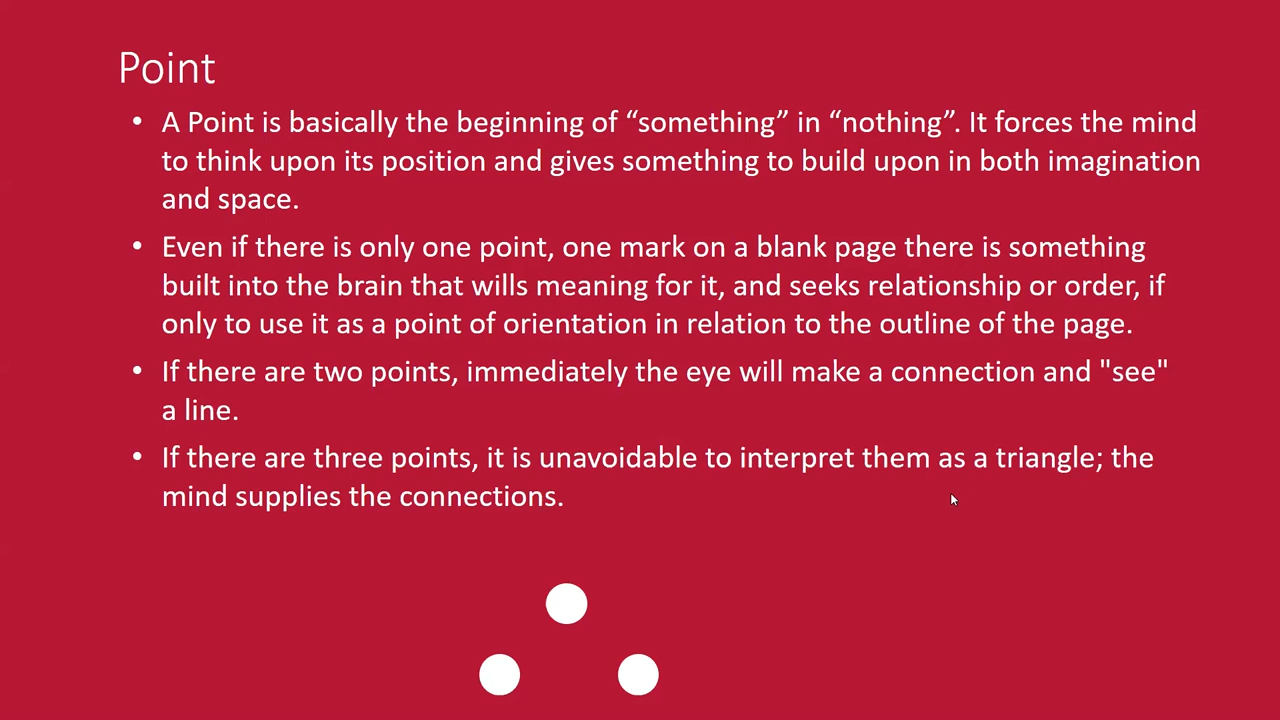 Point
• A Point is basically the beginning of “something” in “nothing”. It forces the mind
to think upon its position and gives something to build upon in both imagination
and space.
• Even if there is only one point, one mark on a blank page there is something
built into the brain that wills meaning for it, and seeks relationship or order, if
only to use it as a point of orientation in relation to the outline of the page.
• If there are two points, immediately the eye will make a connection and "see"
a line.
• If there are three points, it is unavoidable to interpret them as a triangle; the
mind supplies the connections.